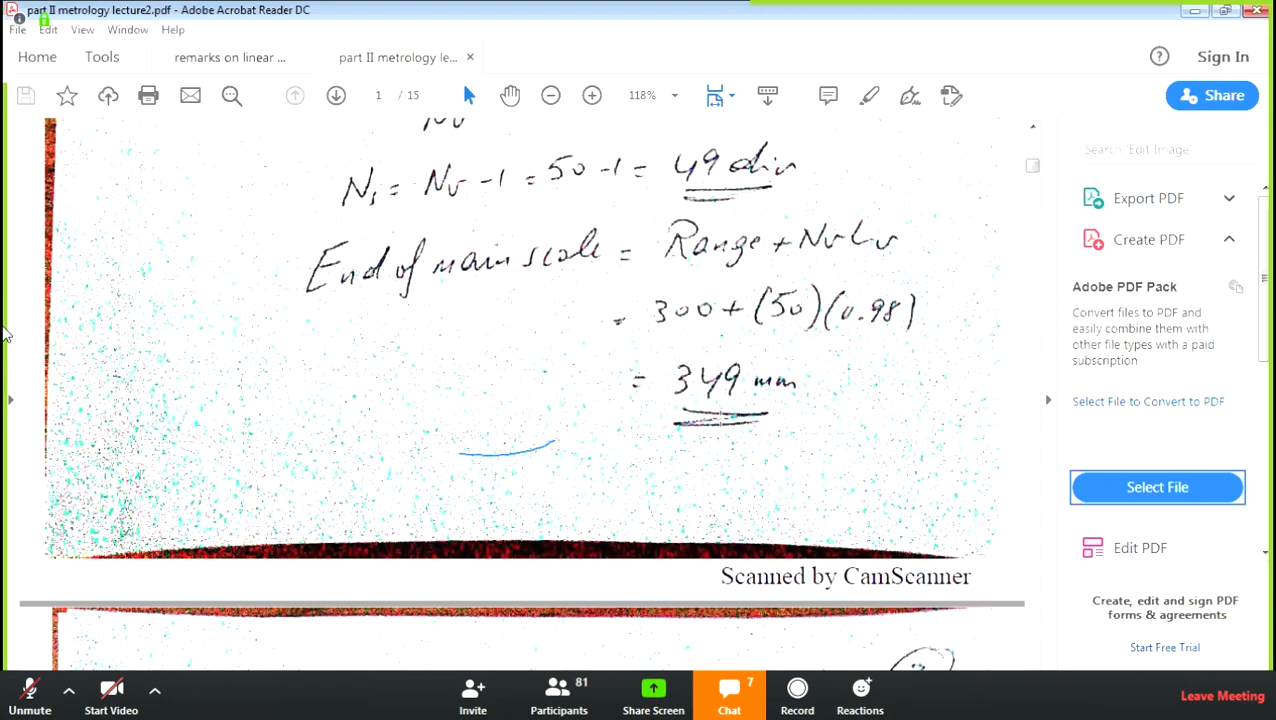 part II metrology lecture2.pdf - Adobe Acrobat Reader DC
File Edit View Window Help
Home Tools remarks on linear ... part II metrology le... × Sign In
1 / 15 118% Share
N₁ = Nv - 1 = 50 - 1 = 49 div
End of main scale = Range + Nv Lv
= 300 + (50)(0.98)
= 349 mm
Scanned by CamScanner
Search 'Edit Image
Export PDF
Create PDF
Adobe PDF Pack
Convert files to PDF and
easily combine them with
other file types with a paid
subscription
Select File to Convert to PDF
Select File
Edit PDF
Create, edit and sign PDF
forms & agreements
Start Free Trial
81 7
Unmute Start Video Invite Participants Share Screen Chat Record Reactions Leave Meeting